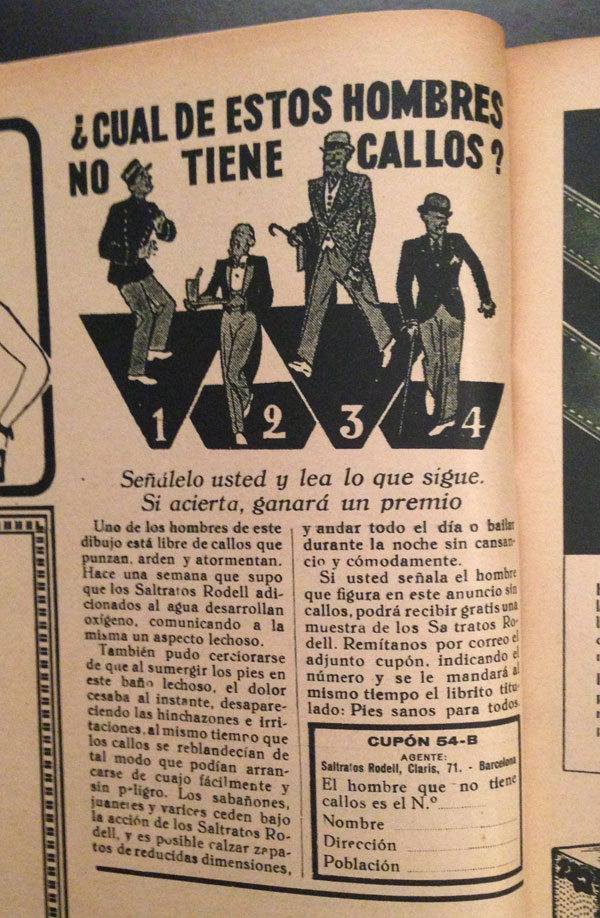 ¿CUAL DE ESTOS HOMBRES
NO TIENE CALLOS?
1
2
3
4
Señálelo usted y lea lo que sigue.
Si acierta, ganará un premio
Uno de los hombres de este
dibujo está libre de callos que
punzan, arden y atormentan.
Hace una semana que supo
que los Saltratos Rodell adi-
cionados al agua desarrollan
oxígeno, comunicando a la
misma un aspecto lechoso.
También pudo cerciorarse
de que al sumergir los pies en
este baño lechoso, el dolor
cesaba al instante, desapare-
ciendo las hinchazones e irri-
taciones, al mismo tiempo que
los callos se reblandecían de
tal modo que podían arran-
carse de cuajo fácilmente y
sin peligro. Los sabañones,
juanetes y varices ceden bajo
la acción de los Saltratos Ro-
dell, y es posible calzar zapa-
tos de reducidas dimensiones,
y andar todo el día o bailar
durante la noche sin cansan-
cio y cómodamente.
Si usted señala el hombre
que figura en este anuncio sin
callos, podrá recibir gratis una
muestra de los Sa tratos Ro-
dell. Remítanos por correo el
adjunto cupón, indicando el
número y se le mandará al
mismo tiempo el librito titu-
lado: Pies sanos para todos.
CUPÓN 54-B
AGENTE:
Saltratos Rodell, Claris, 71. - Barcelona
El hombre que no tiene
callos es el N.º
Nombre
Dirección
Población